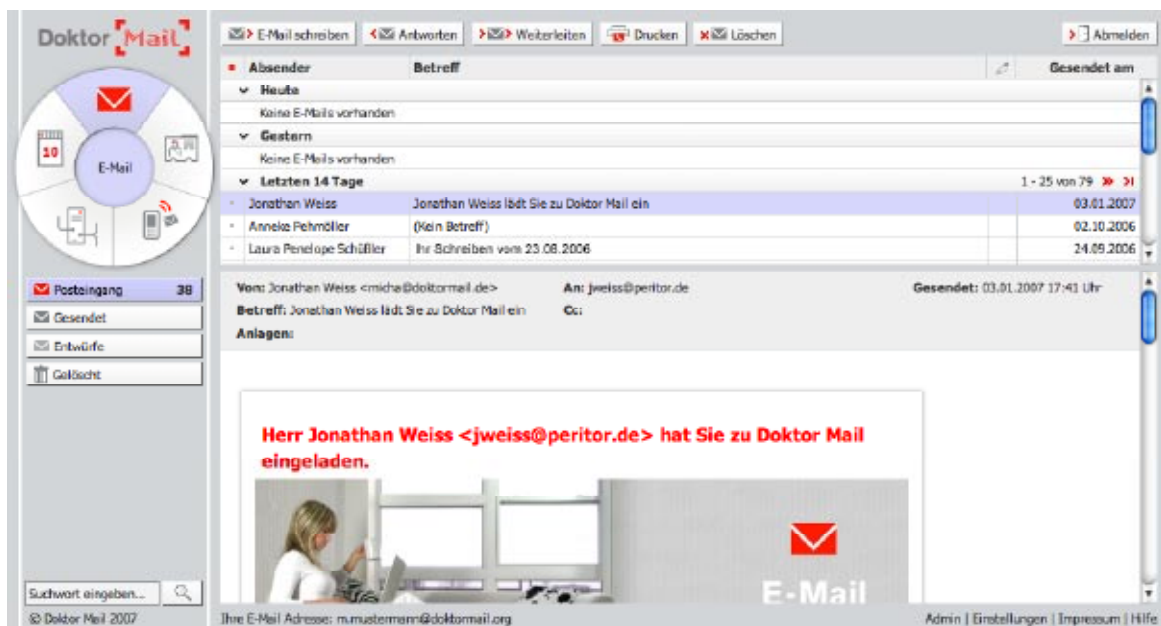 Doktor Mail
E-Mail schreiben Antworten Weiterleiten Drucken Löschen Abmelden
Absender Betreff Gesendet am
Heute
Keine E-Mails vorhanden
Gestern
Keine E-Mails vorhanden
Letzten 14 Tage 1 - 25 von 79
Jonathan Weiss Jonathan Weiss lädt Sie zu Doktor Mail ein 03.01.2007
Anneke Pehmöller (Kein Betreff) 02.10.2006
Laura Penelope Schüßler Ihr Schreiben vom 23.08.2006 24.09.2006
10
E-Mail
Posteingang 38
Gesendet
Entwürfe
Gelöscht
Von: Jonathan Weiss <micha@doktormail.de> An: jweiss@peritor.de Gesendet: 03.01.2007 17:41 Uhr
Betreff: Jonathan Weiss lädt Sie zu Doktor Mail ein Cc:
Anlagen:
Herr Jonathan Weiss <jweiss@peritor.de> hat Sie zu Doktor Mail
eingeladen.
E-Mail
Suchwort eingeben...
© Doktor Mail 2007 Ihre E-Mail Adresse: m.mustermann@doktormail.org Admin | Einstellungen | Impressum | Hilfe